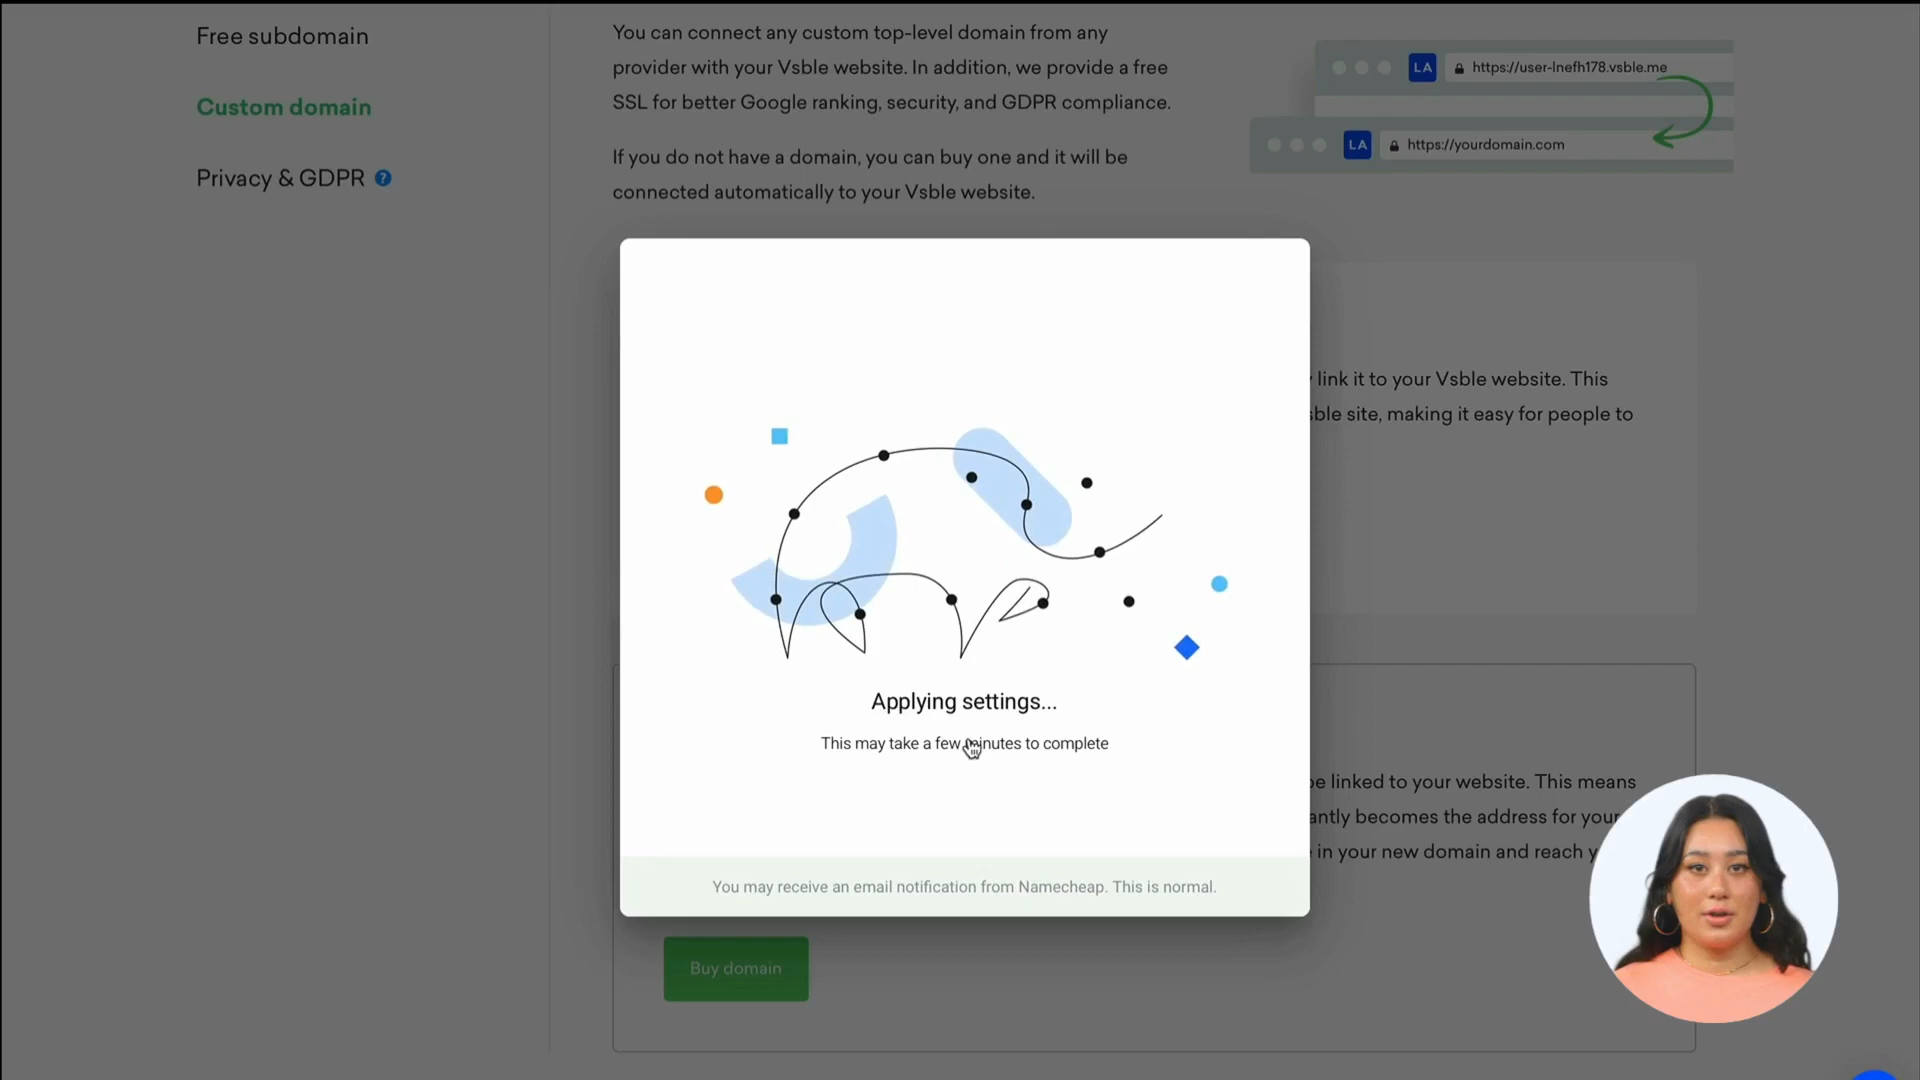 Free subdomain
Custom domain
Privacy & GDPR ?
You can connect any custom top-level domain from any
provider with your Vsble website. In addition, we provide a free
SSL for better Google ranking, security, and GDPR compliance.
If you do not have a domain, you can buy one and it will be
connected automatically to your Vsble website.
LA https://user-lnefh178.vsble.me
LA https://yourdomain.com
link it to your Vsble website. This
site, making it easy for people to
Applying settings...
This may take a few minutes to complete
You may receive an email notification from Namecheap. This is normal.
be linked to your website. This means
becomes the address for your
in your new domain and reach
Buy domain